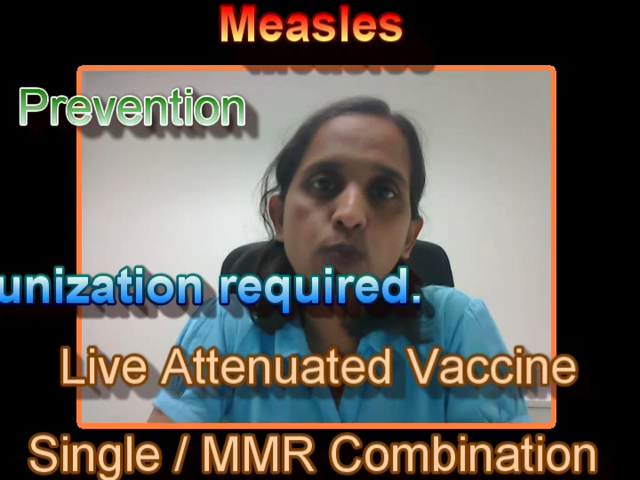 Measles
Prevention
unization required.
Live Attenuated Vaccine
Single / MMR Combination